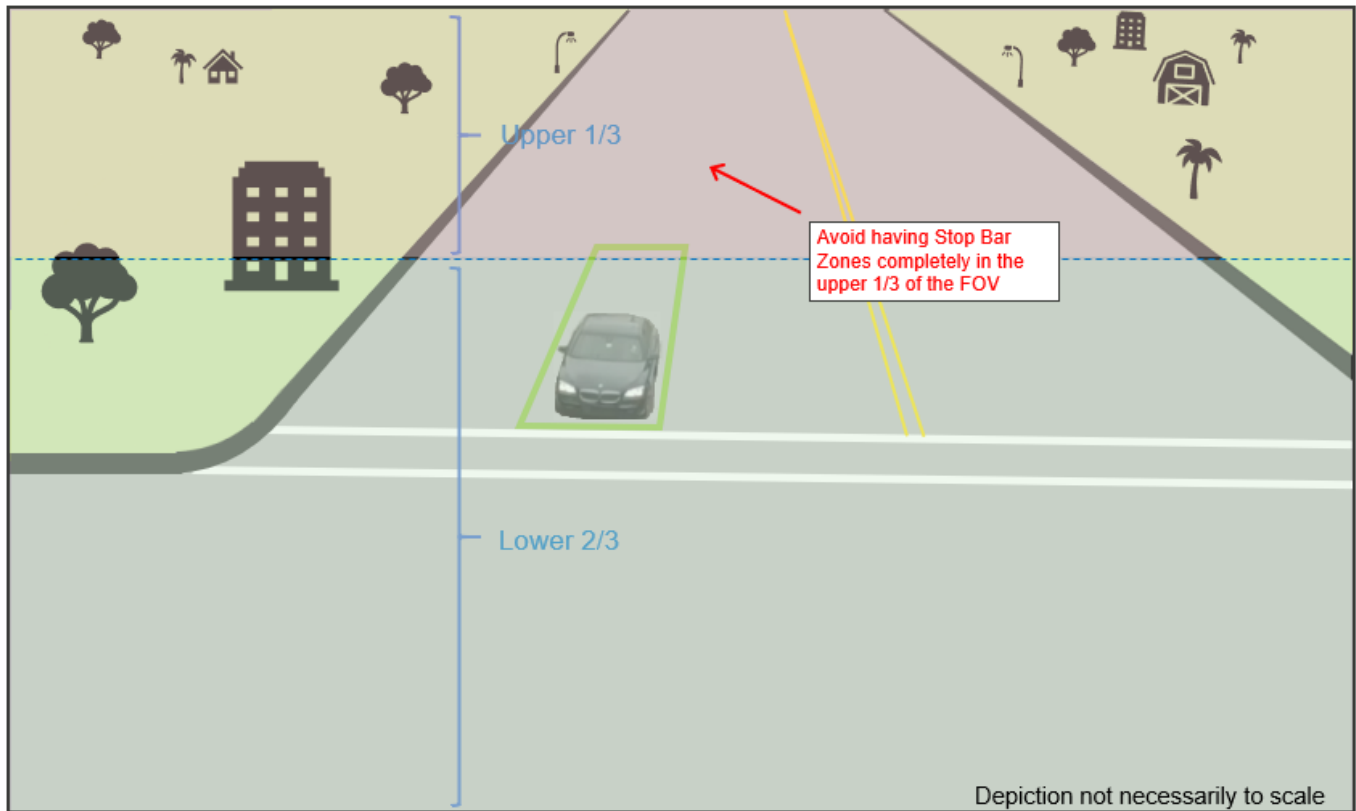 Upper 1/3
Avoid having Stop Bar
Zones completely in the
upper 1/3 of the FOV
Lower 2/3
Depiction not necessarily to scale